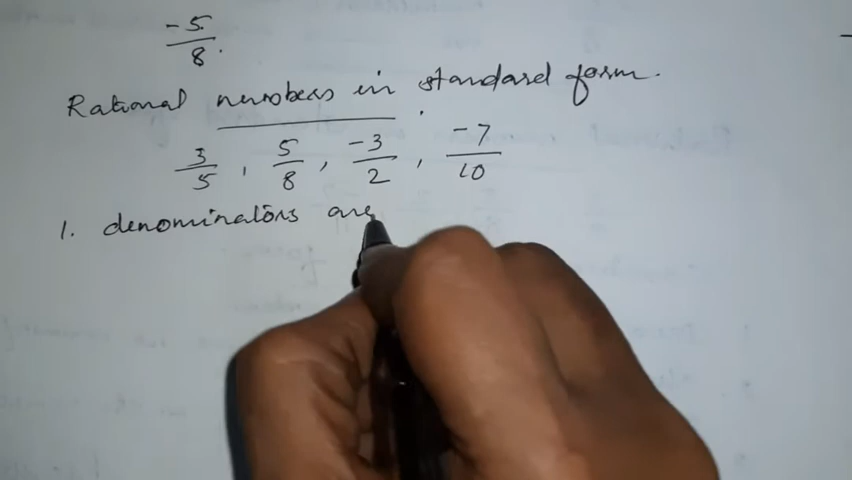 -5/8.
Rational numbers in standard form.
3/5, 5/8, -3/2, -7/10
1. denominators are